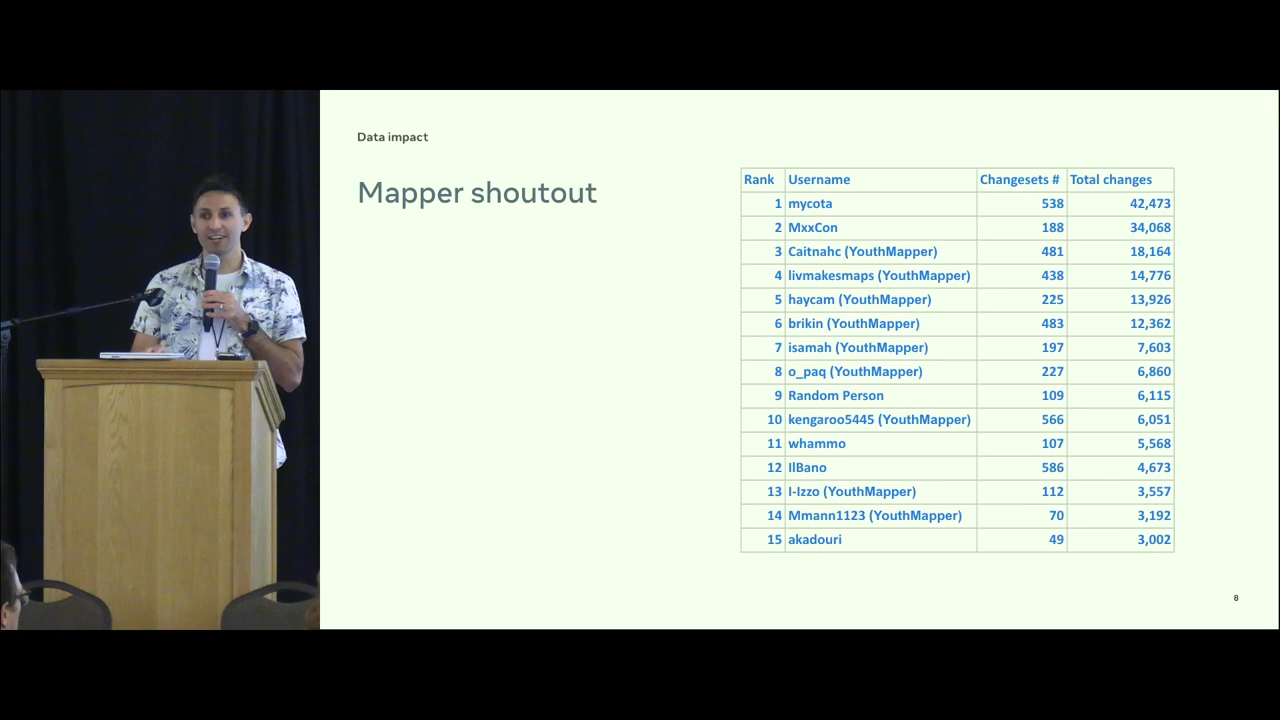 Data impact
Mapper shoutout
Rank Username Changesets # Total changes
1 mycota 538 42,473
2 MxxCon 188 34,068
3 Caitnahc (YouthMapper) 481 18,164
4 livmakesmaps (YouthMapper) 438 14,776
5 haycam (YouthMapper) 225 13,926
6 brikin (YouthMapper) 483 12,362
7 isamah (YouthMapper) 197 7,603
8 o_paq (YouthMapper) 227 6,860
9 Random Person 109 6,115
10 kengaroo5445 (YouthMapper) 566 6,051
11 whammo 107 5,568
12 IlBano 586 4,673
13 I-Izzo (YouthMapper) 112 3,557
14 Mmann1123 (YouthMapper) 70 3,192
15 akadouri 49 3,002
8